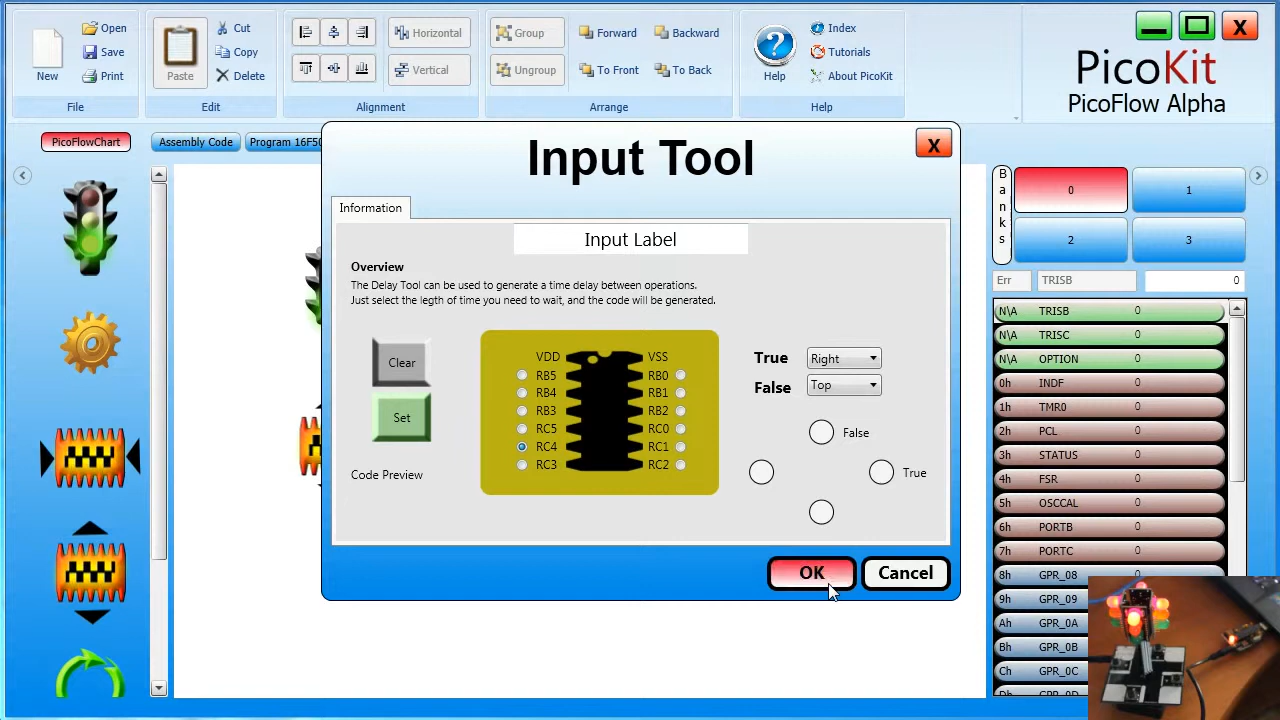 Open
Save
Print
New
File
Cut
Copy
Delete
Paste
Edit
Horizontal
Vertical
Alignment
Group
Ungroup
Forward
Backward
To Front
To Back
Arrange
Help
Index
Tutorials
About PicoKit
Help
X
PicoKit
PicoFlow Alpha
PicoFlowChart
Assembly Code
Program 16F50
Input Tool
X
Information
Input Label
Overview
The Delay Tool can be used to generate a time delay between operations.
Just select the legth of time you need to wait, and the code will be generated.
Clear
Set
Code Preview
VDD VSS
RB5 RB0
RB4 RB1
RB3 RB2
RC5 RC0
RC4 RC1
RC3 RC2
True Right
False Top
False
True
OK
Cancel
Banks
0
1
2
3
Err TRISB 0
N\A TRISB 0
N\A TRISC 0
N\A OPTION 0
0h INDF 0
1h TMR0 0
2h PCL 0
3h STATUS 0
4h FSR 0
5h OSCCAL 0
6h PORTB 0
7h PORTC 0
8h GPR_08 0
9h GPR_09
Ah GPR_0A
Bh GPR_0B
Ch GPR_0C
Dh GPR_0D